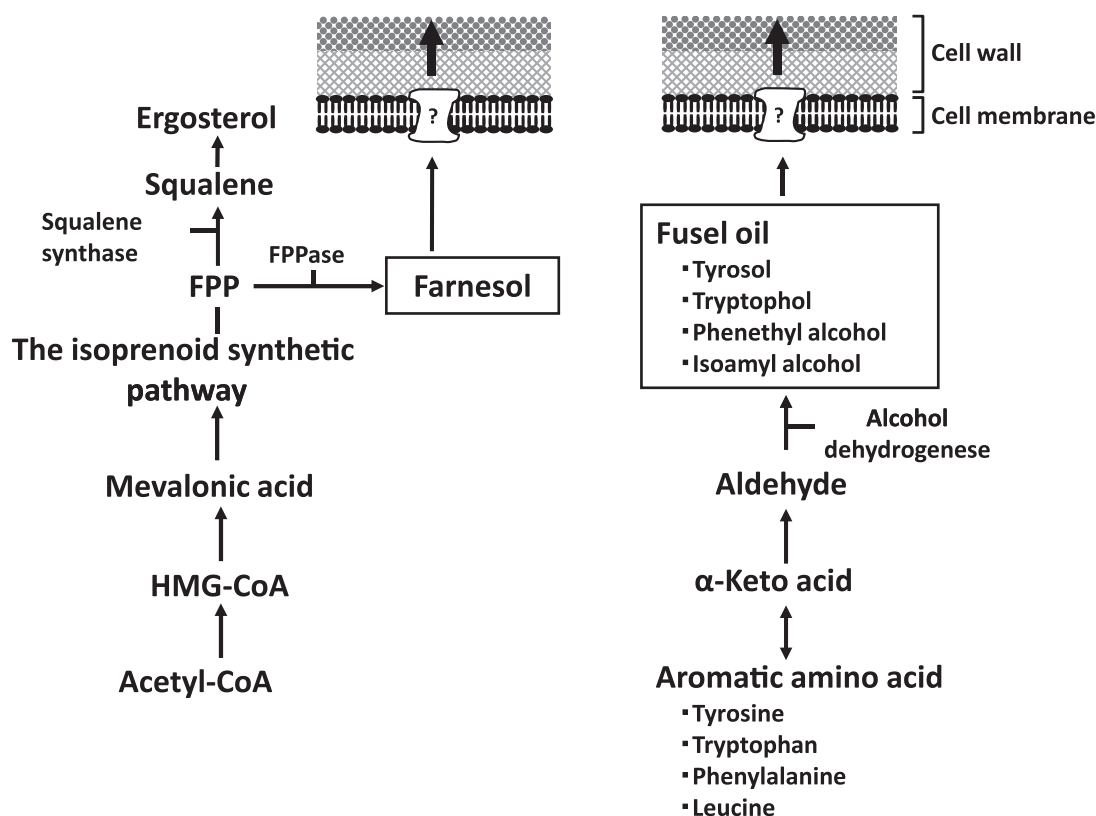 ?
Ergosterol
Squalene
Squalene
synthase
FPP
FPPase
Farnesol
The isoprenoid synthetic
pathway
Mevalonic acid
HMG-CoA
Acetyl-CoA
?
Cell wall
Cell membrane
Fusel oil
▪Tyrosol
▪Tryptophol
▪Phenethyl alcohol
▪Isoamyl alcohol
Alcohol
dehydrogenese
Aldehyde
α-Keto acid
Aromatic amino acid
▪Tyrosine
▪Tryptophan
▪Phenylalanine
▪Leucine